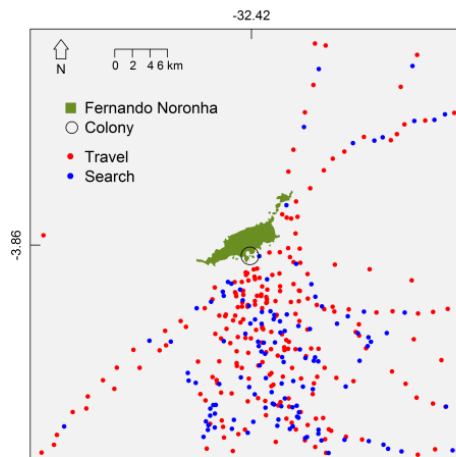 -32.42
N
0 2 4 6 km
Fernando Noronha
Colony
Travel
Search
-3.86